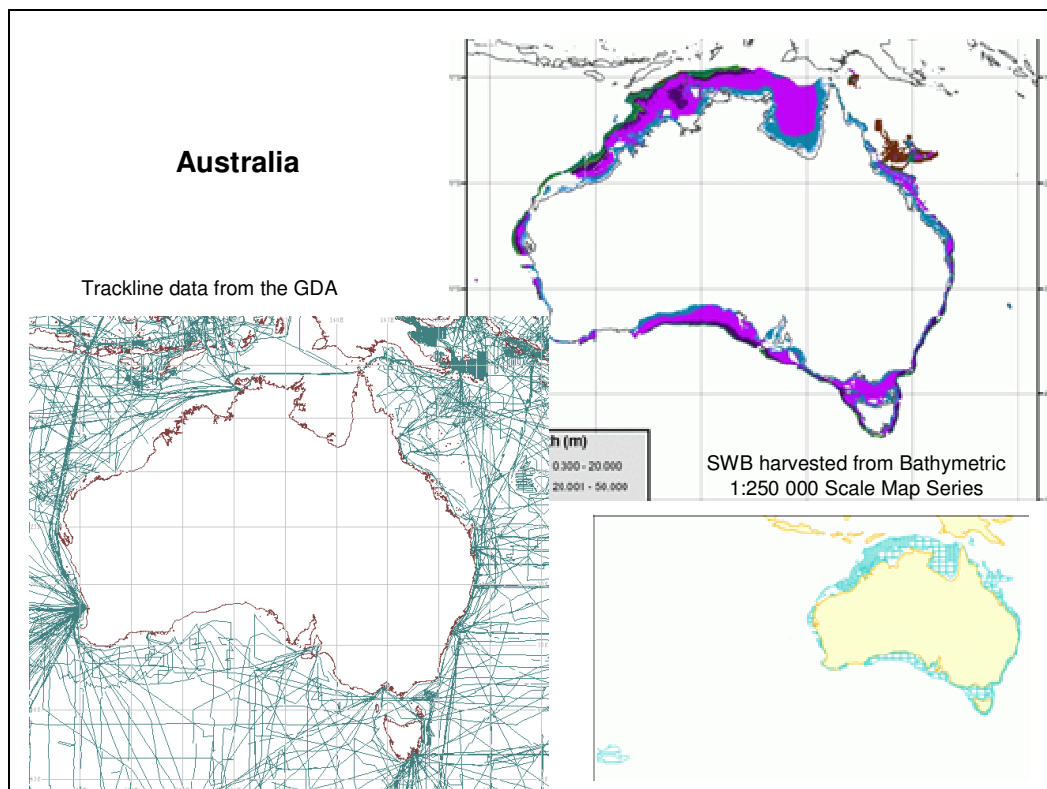 Australia
Trackline data from the GDA
th (m)
0.300 - 20.000
20.001 - 50.000
SWB harvested from Bathymetric
1:250 000 Scale Map Series